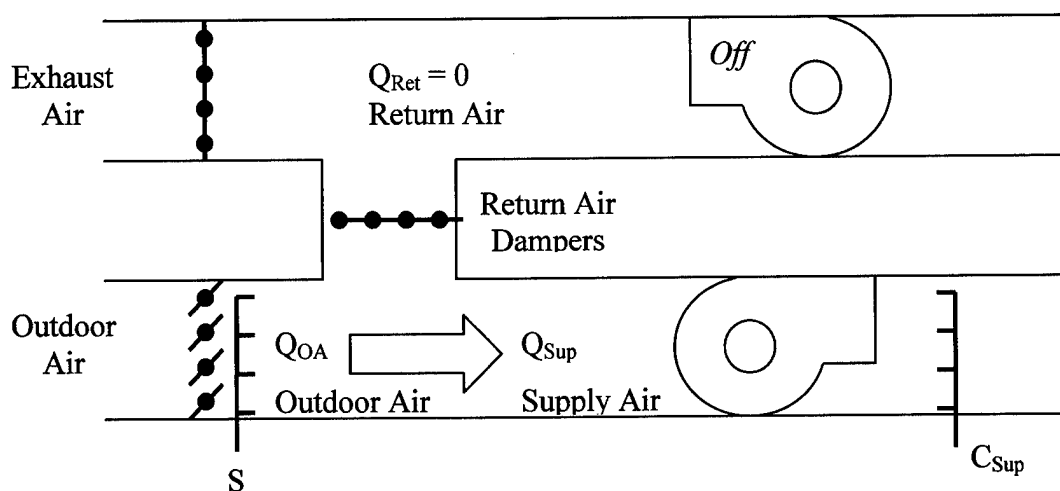 Exhaust
Air
Q_Ret = 0
Return Air
Off
Return Air
Dampers
Outdoor
Air
Q_OA
Outdoor Air
Q_Sup
Supply Air
S
C_Sup